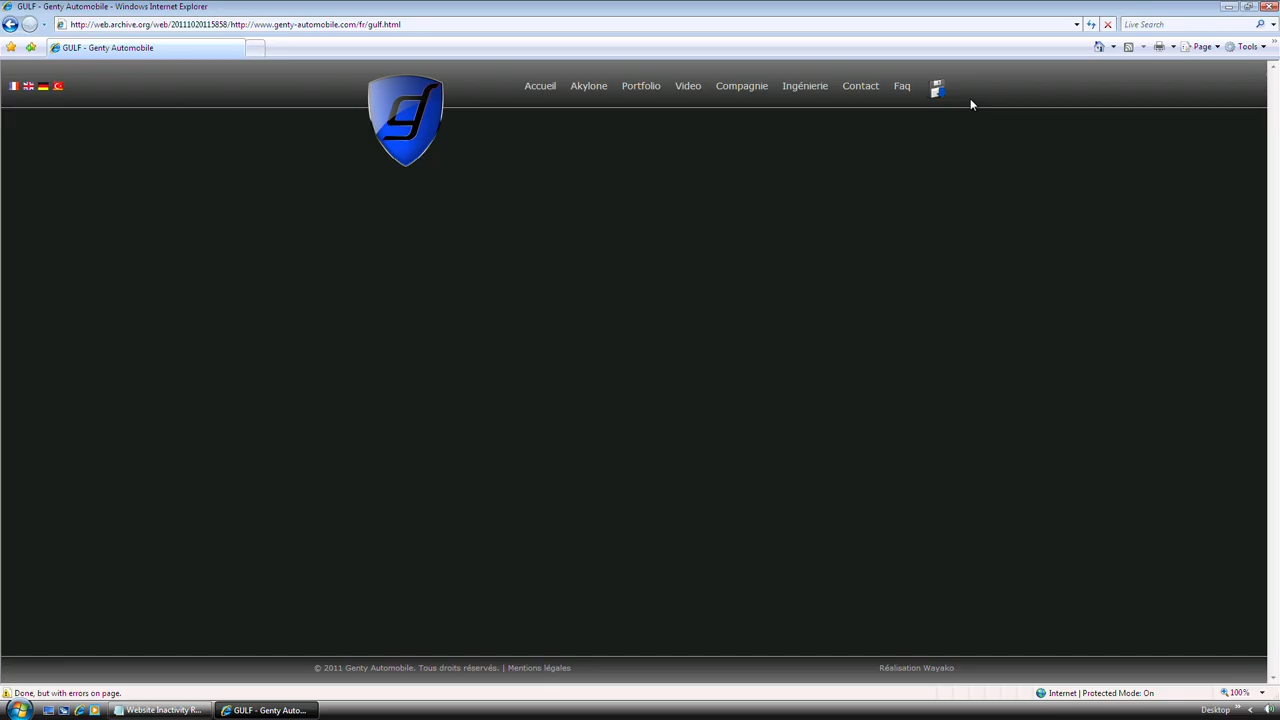 GULF - Genty Automobile - Windows Internet Explorer
http://web.archive.org/web/20111020115858/http://www.genty-automobile.com/fr/gulf.html
Live Search
GULF - Genty Automobile
Page
Tools
Accueil Akylone Portfolio Video Compagnie Ingénierie Contact Faq
g
© 2011 Genty Automobile. Tous droits réservés. | Mentions légales
Réalisation Wayako
Done, but with errors on page.
Internet | Protected Mode: On
100%
Website Inactivity R...
GULF - Genty Auto...
Desktop